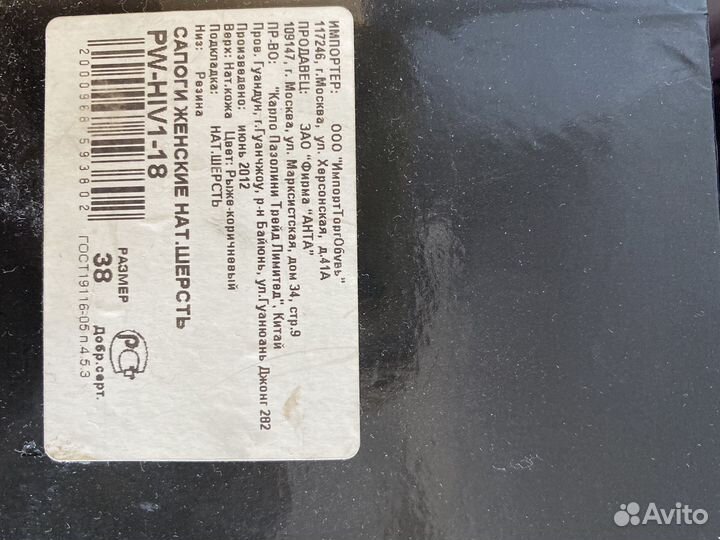 ИМПОРТЕР: ООО "ИмпортТоргОбувь"
117246, г.Москва, ул. Херсонская, д.41А
ПРОДАВЕЦ: ЗАО "Фирма "АНТА"
109147, г. Москва, ул. Марксистская, дом 34, стр.9
ПР-ВО: "Карло Пазолини Трейд Лимитед", Китай
Пров. Гуандун, г.Гуанчжоу, р-н Байюнь, ул.Гуанюань Джонг 282
Произведено: июнь 2012
Верх: Нат.кожа Цвет: Рыже-коричневый
Подкладка: НАТ.ШЕРСТЬ
Низ: Резина
САПОГИ ЖЕНСКИЕ НАТ.ШЕРСТЬ
PW-HIV1-18
2000968593802
РАЗМЕР
38
ГОСТ19116-05 п 4.5.3
РСТ
Добр.серт.
Avito